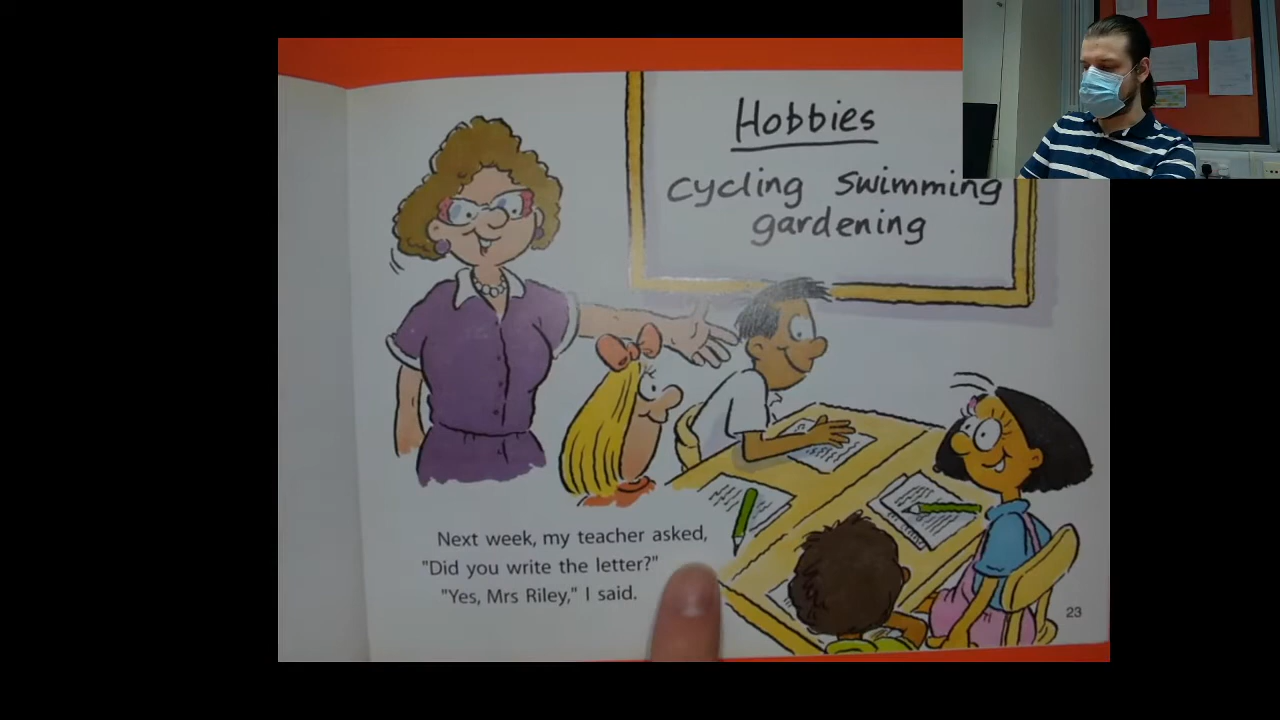 Hobbies
cycling swimming
gardening
Next week, my teacher asked,
"Did you write the letter?"
"Yes, Mrs Riley," I said.
23